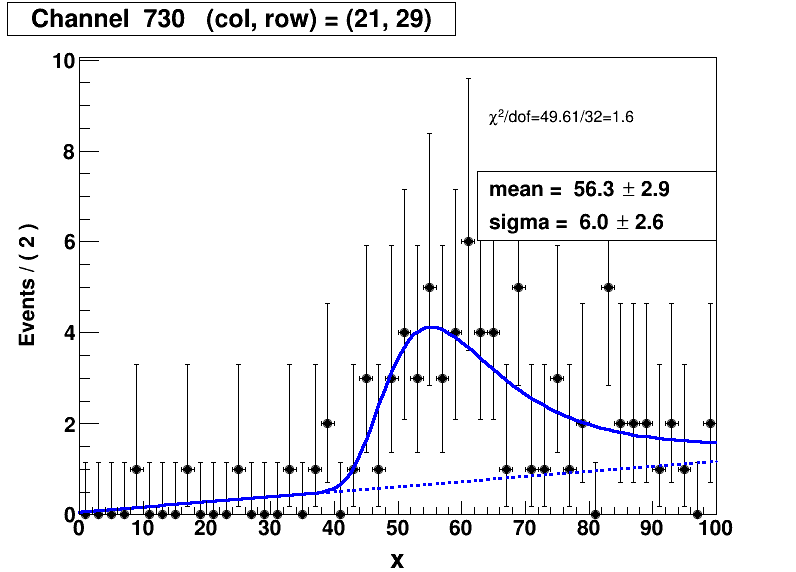 Channel 730 (col, row) = (21, 29)
10
8
6
4
2
0
Events / ( 2 )
χ²/dof=49.61/32=1.6
mean = 56.3 ± 2.9
sigma = 6.0 ± 2.6
0 10 20 30 40 50 60 70 80 90 100
x